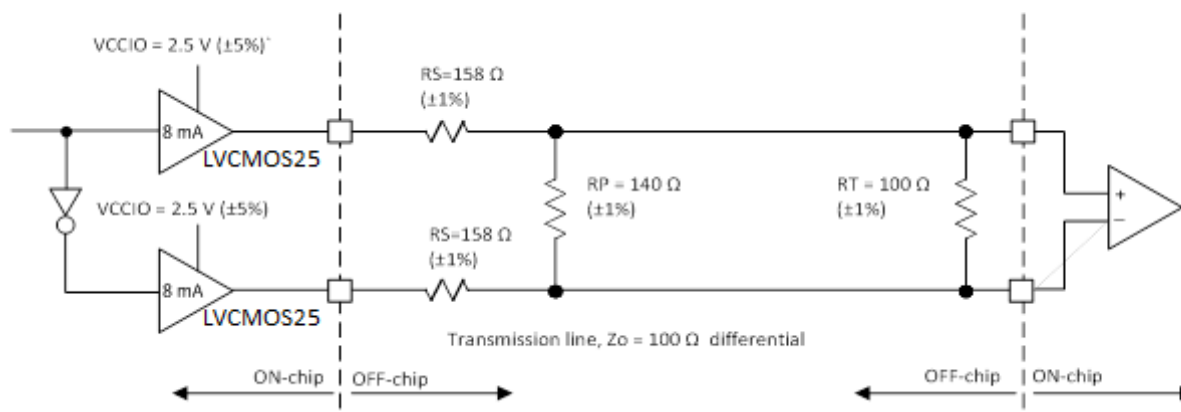 VCCIO = 2.5 V (±5%)`
RS=158 Ω
(±1%)
8 mA
LVCMOS25
RP = 140 Ω
(±1%)
RT = 100 Ω
(±1%)
+
−
VCCIO = 2.5 V (±5%)
RS=158 Ω
(±1%)
8 mA
LVCMOS25
Transmission line, Zo = 100 Ω differential
ON-chip
OFF-chip
OFF-chip
ON-chip